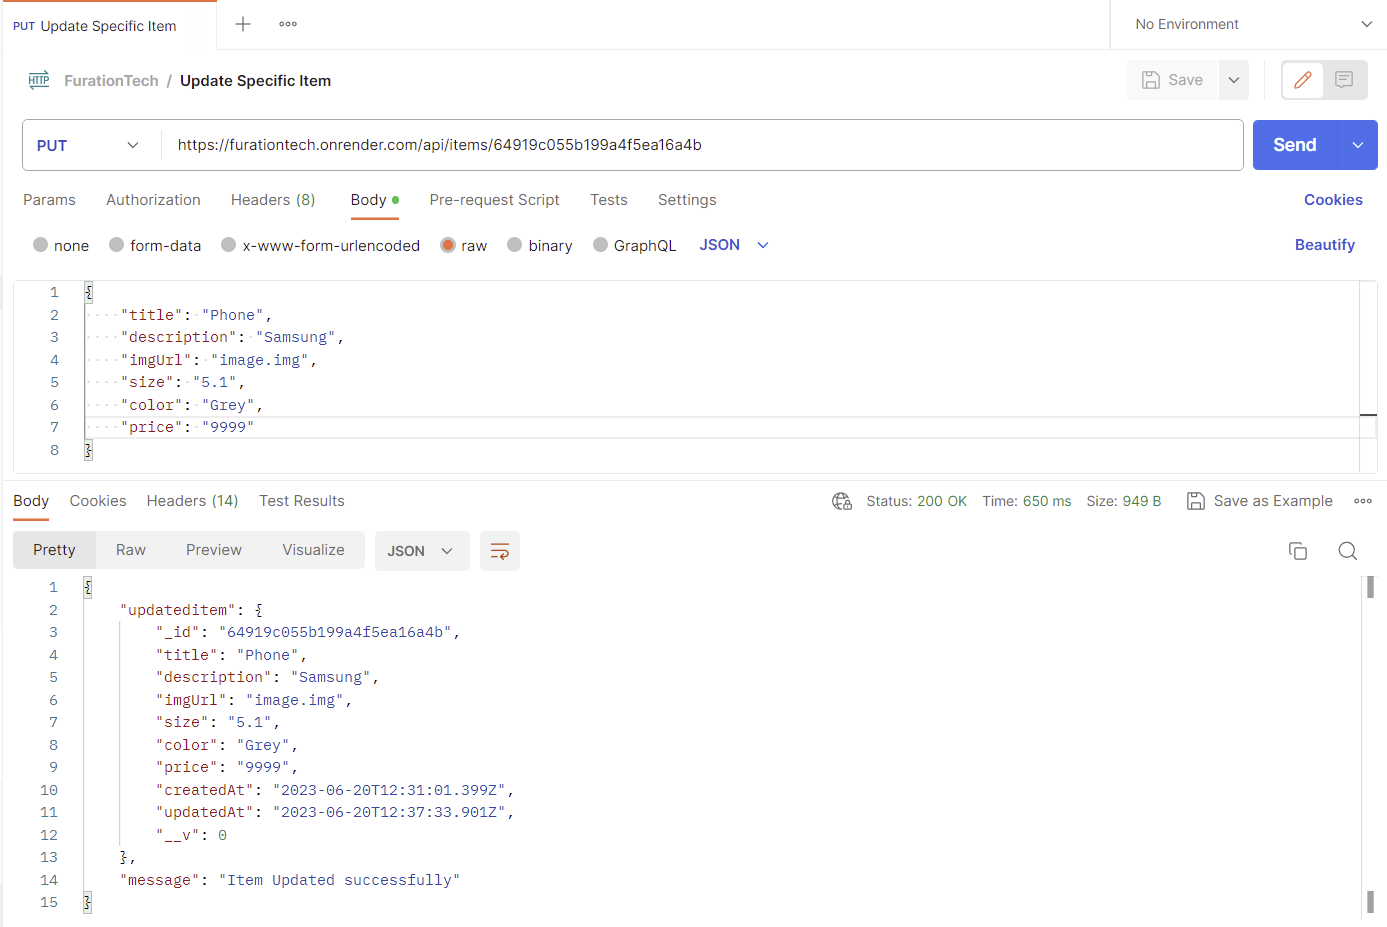 PUT Update Specific Item
No Environment
HTTP FurationTech / Update Specific Item
Save
PUT https://furationtech.onrender.com/api/items/64919c055b199a4f5ea16a4b
Send
Params Authorization Headers (8) Body Pre-request Script Tests Settings Cookies
none form-data x-www-form-urlencoded raw binary GraphQL JSON Beautify
1 {
2 "title": "Phone",
3 "description": "Samsung",
4 "imgUrl": "image.img",
5 "size": "5.1",
6 "color": "Grey",
7 "price": "9999"
8 }
Body Cookies Headers (14) Test Results Status: 200 OK Time: 650 ms Size: 949 B Save as Example
Pretty Raw Preview Visualize JSON
1 {
2 "updateditem": {
3 "_id": "64919c055b199a4f5ea16a4b",
4 "title": "Phone",
5 "description": "Samsung",
6 "imgUrl": "image.img",
7 "size": "5.1",
8 "color": "Grey",
9 "price": "9999",
10 "createdAt": "2023-06-20T12:31:01.399Z",
11 "updatedAt": "2023-06-20T12:37:33.901Z",
12 "__v": 0
13 },
14 "message": "Item Updated successfully"
15 }